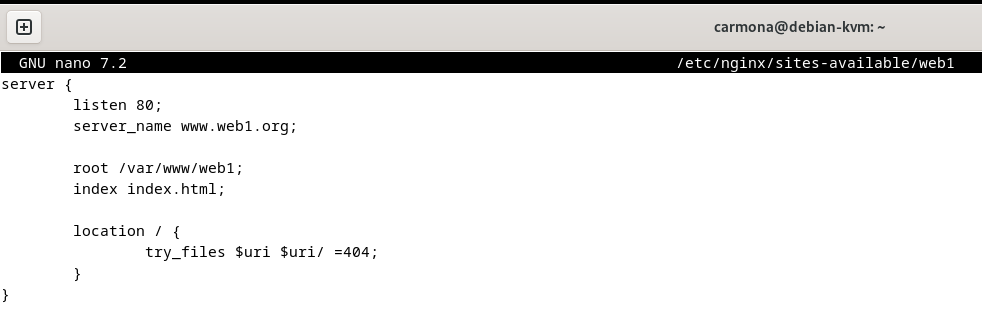 carmona@debian-kvm: ~
GNU nano 7.2 /etc/nginx/sites-available/web1
server {
listen 80;
server_name www.web1.org;
root /var/www/web1;
index index.html;
location / {
try_files $uri $uri/ =404;
}
}